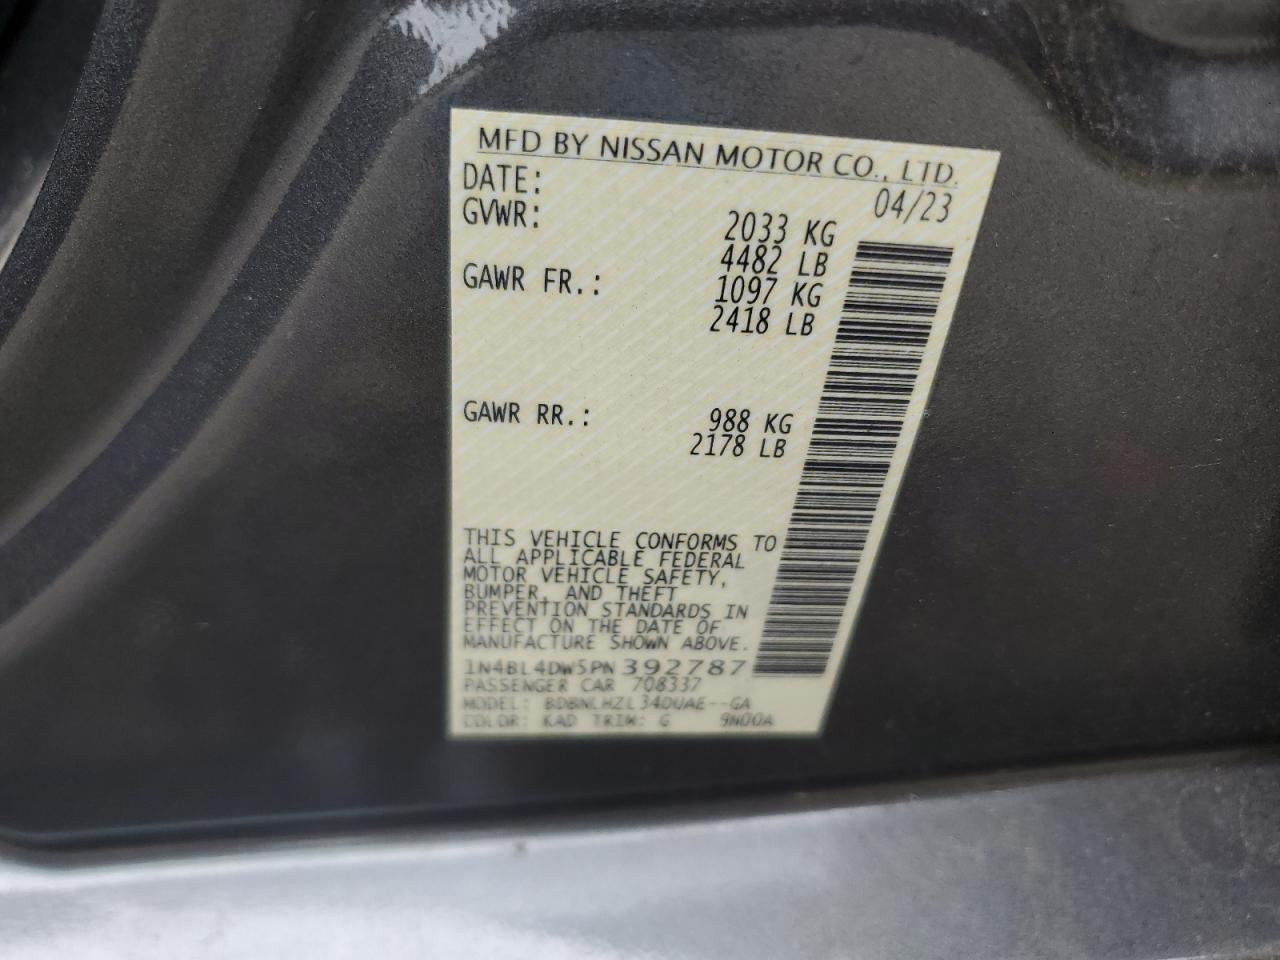 MFD BY NISSAN MOTOR CO., LTD.
DATE: 04/23
GVWR: 2033 KG
4482 LB
GAWR FR.: 1097 KG
2418 LB
GAWR RR.: 988 KG
2178 LB
THIS VEHICLE CONFORMS TO
ALL APPLICABLE FEDERAL
MOTOR VEHICLE SAFETY,
BUMPER, AND THEFT
PREVENTION STANDARDS IN
EFFECT ON THE DATE OF
MANUFACTURE SHOWN ABOVE.
1N4BL4DW5PN392787
PASSENGER CAR 708337
MODEL: BDBNLHZL34DUAE--GA
COLOR: KAD TRIM: G 9N00A